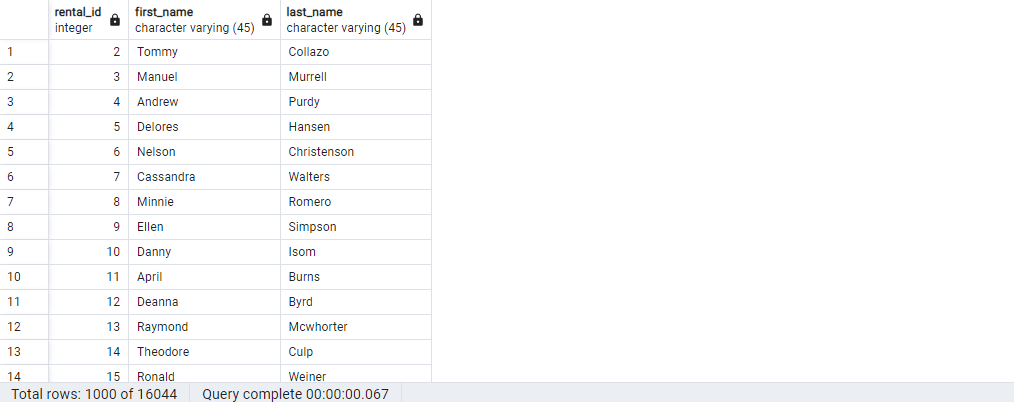 rental_id first_name last_name
integer character varying (45) character varying (45)
1 2 Tommy Collazo
2 3 Manuel Murrell
3 4 Andrew Purdy
4 5 Delores Hansen
5 6 Nelson Christenson
6 7 Cassandra Walters
7 8 Minnie Romero
8 9 Ellen Simpson
9 10 Danny Isom
10 11 April Burns
11 12 Deanna Byrd
12 13 Raymond Mcwhorter
13 14 Theodore Culp
14 15 Ronald Weiner
Total rows: 1000 of 16044 Query complete 00:00:00.067